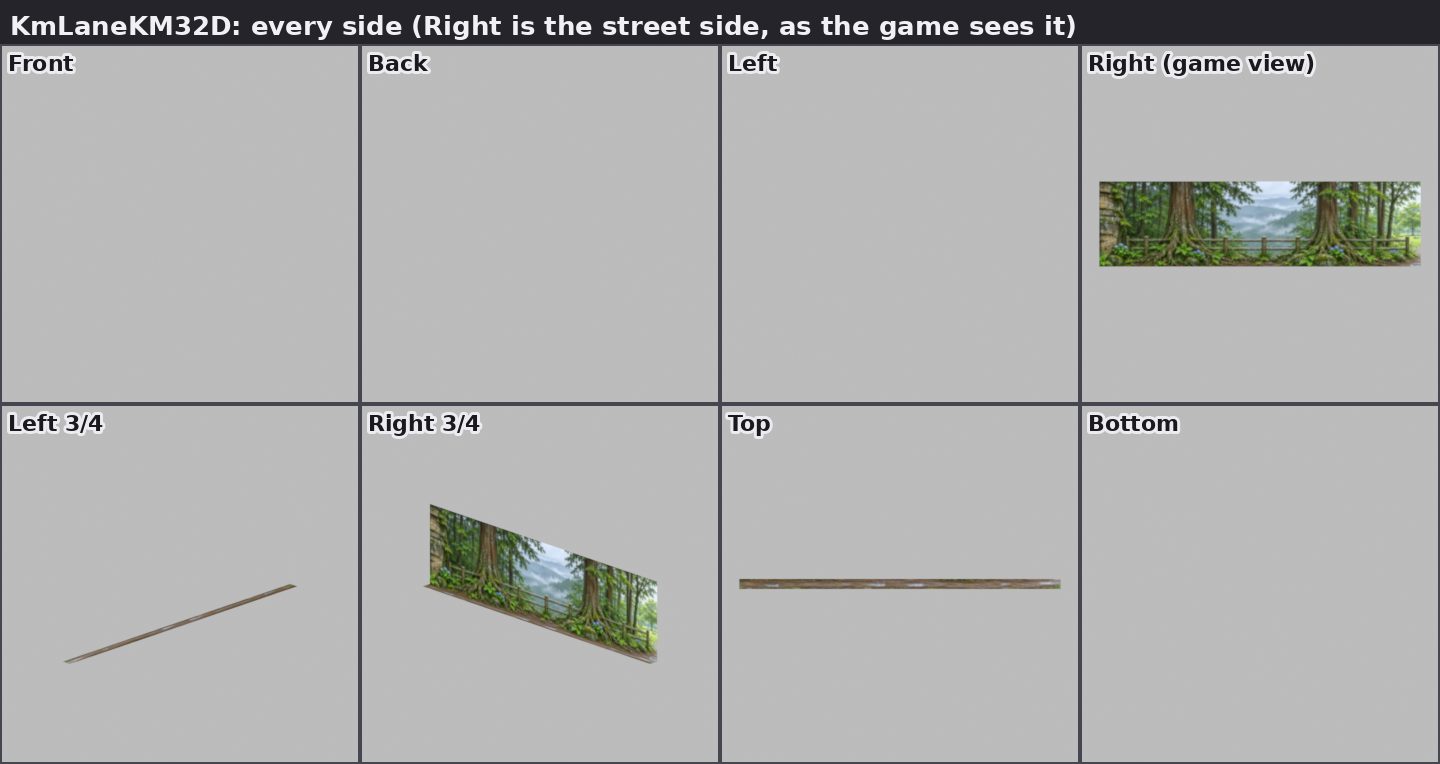 KmLaneKM32D: every side (Right is the street side, as the game sees it)
Front
Back
Left
Right (game view)
Left 3/4
Right 3/4
Top
Bottom